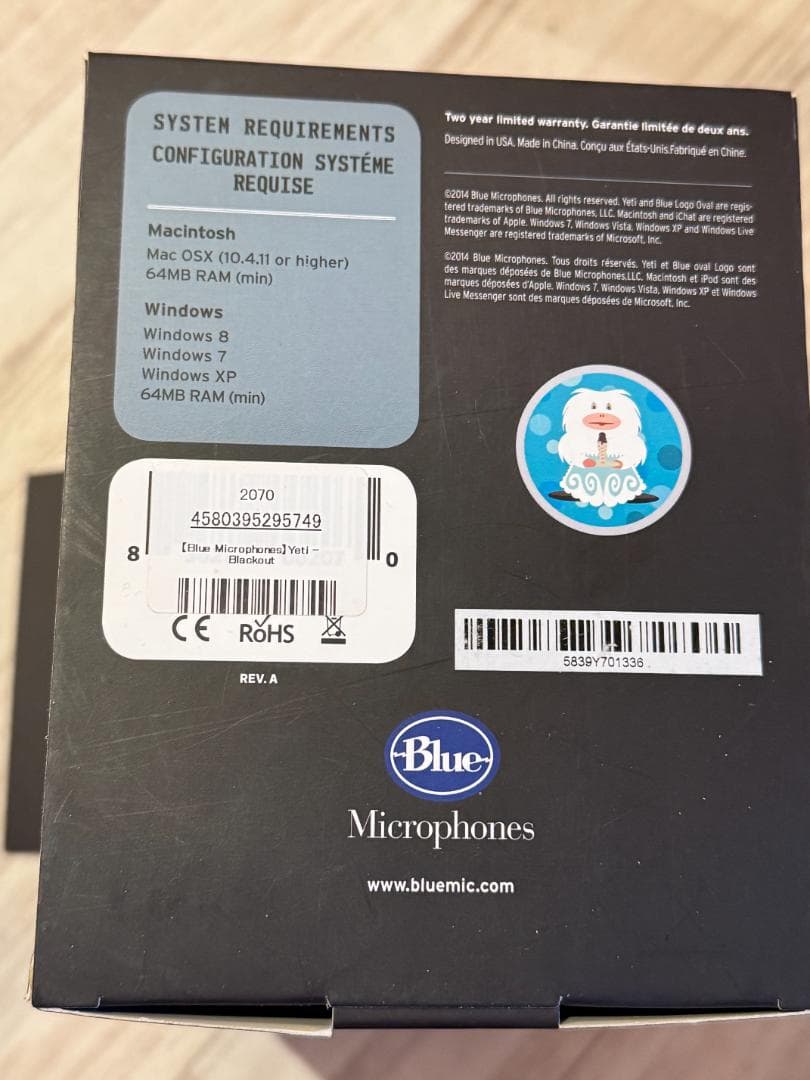 SYSTEM REQUIREMENTS
CONFIGURATION SYSTÉME
REQUISE
Macintosh
Mac OSX (10.4.11 or higher)
64MB RAM (min)
Windows
Windows 8
Windows 7
Windows XP
64MB RAM (min)
Two year limited warranty. Garantie limitée de deux ans.
Designed in USA. Made in China. Conçu aux États-Unis.Fabriqué en Chine.
©2014 Blue Microphones. All rights reserved. Yeti and Blue Logo Oval are regis-
tered trademarks of Blue Microphones, LLC. Macintosh and iChat are registered
trademarks of Apple. Windows 7, Windows Vista, Windows XP and Windows Live
Messenger are registered trademarks of Microsoft, Inc.
©2014 Blue Microphones. Tous droits réservés. Yeti et Blue oval Logo sont
des marques déposées de Blue Microphones,LLC. Macintosh et iPod sont des
marques déposées d'Apple. Windows 7, Windows Vista, Windows XP et Windows
Live Messenger sont des marques déposées de Microsoft, Inc.
2070
4580395295749
【Blue Microphones】Yeti -
Blackout
8 0
CE RoHS
REV. A
5839Y701336
Blue
Microphones
www.bluemic.com